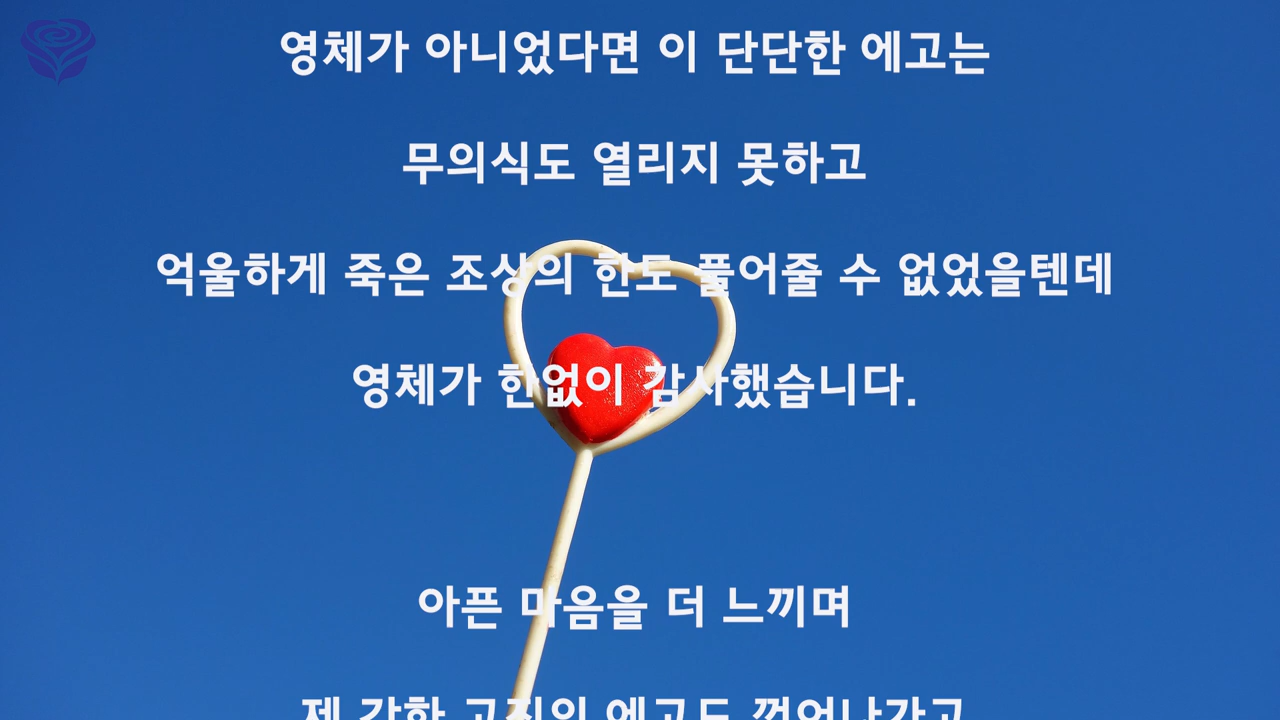 영체가 아니었다면 이 단단한 에고는
무의식도 열리지 못하고
억울하게 죽은 조상의 한도 풀어줄 수 없었을텐데
영체가 한없이 감사했습니다.
아픈 마음을 더 느끼며
제 강한 고집의 에고도 꺾어나가고